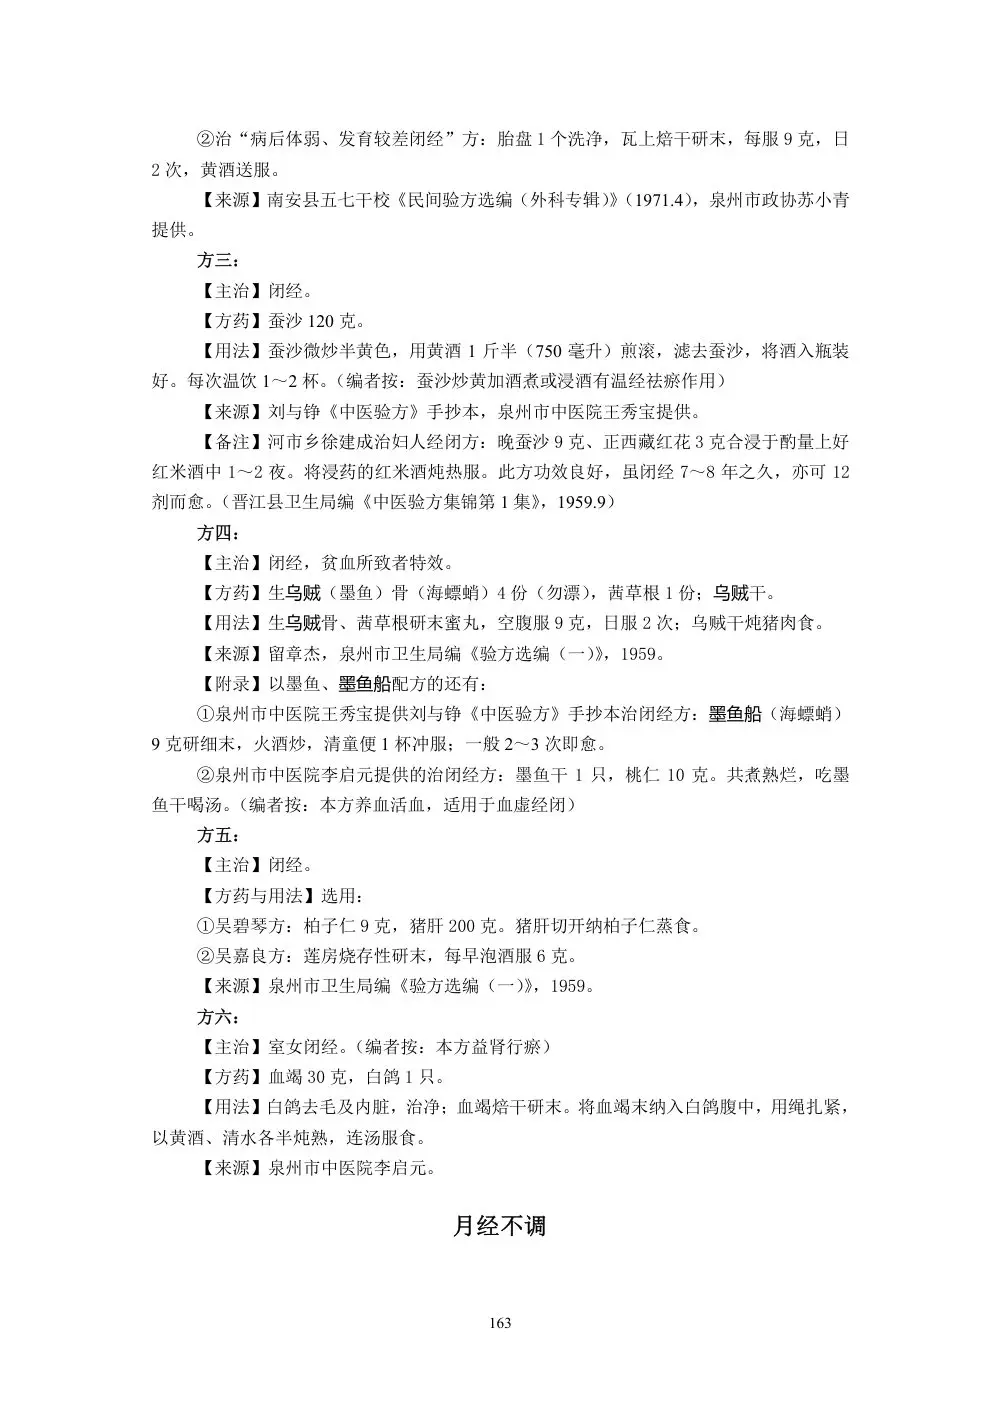 ②治“病后体弱、发育较差闭经”方：胎盘 1 个洗净，瓦上焙干研末，每服 9 克，日
2 次，黄酒送服。
【来源】南安县五七干校《民间验方选编（外科专辑）》（1971.4），泉州市政协苏小青
提供。
方三：
【主治】闭经。
【方药】蚕沙 120 克。
【用法】蚕沙微炒半黄色，用黄酒 1 斤半（750 毫升）煎滚，滤去蚕沙，将酒入瓶装
好。每次温饮 1～2 杯。（编者按：蚕沙炒黄加酒煮或浸酒有温经祛瘀作用）
【来源】刘与铮《中医验方》手抄本，泉州市中医院王秀宝提供。
【备注】河市乡徐建成治妇人经闭方：晚蚕沙 9 克、正西藏红花 3 克合浸于酌量上好
红米酒中 1～2 夜。将浸药的红米酒炖热服。此方功效良好，虽闭经 7～8 年之久，亦可 12
剂而愈。（晋江县卫生局编《中医验方集锦第 1 集》，1959.9）
方四：
【主治】闭经，贫血所致者特效。
【方药】生乌贼（墨鱼）骨（海螵蛸）4 份（勿漂），茜草根 1 份；乌贼干。
【用法】生乌贼骨、茜草根研末蜜丸，空腹服 9 克，日服 2 次；乌贼干炖猪肉食。
【来源】留章杰，泉州市卫生局编《验方选编（一）》，1959。
【附录】以墨鱼、墨鱼船配方的还有：
①泉州市中医院王秀宝提供刘与铮《中医验方》手抄本治闭经方：墨鱼船（海螵蛸）
9 克研细末，火酒炒，清童便 1 杯冲服；一般 2～3 次即愈。
②泉州市中医院李启元提供的治闭经方：墨鱼干 1 只，桃仁 10 克。共煮熟烂，吃墨
鱼干喝汤。（编者按：本方养血活血，适用于血虚经闭）
方五：
【主治】闭经。
【方药与用法】选用：
①吴碧琴方：柏子仁 9 克，猪肝 200 克。猪肝切开纳柏子仁蒸食。
②吴嘉良方：莲房烧存性研末，每早泡酒服 6 克。
【来源】泉州市卫生局编《验方选编（一）》，1959。
方六：
【主治】室女闭经。（编者按：本方益肾行瘀）
【方药】血竭 30 克，白鸽 1 只。
【用法】白鸽去毛及内脏，治净；血竭焙干研末。将血竭末纳入白鸽腹中，用绳扎紧，
以黄酒、清水各半炖熟，连汤服食。
【来源】泉州市中医院李启元。
月经不调
163